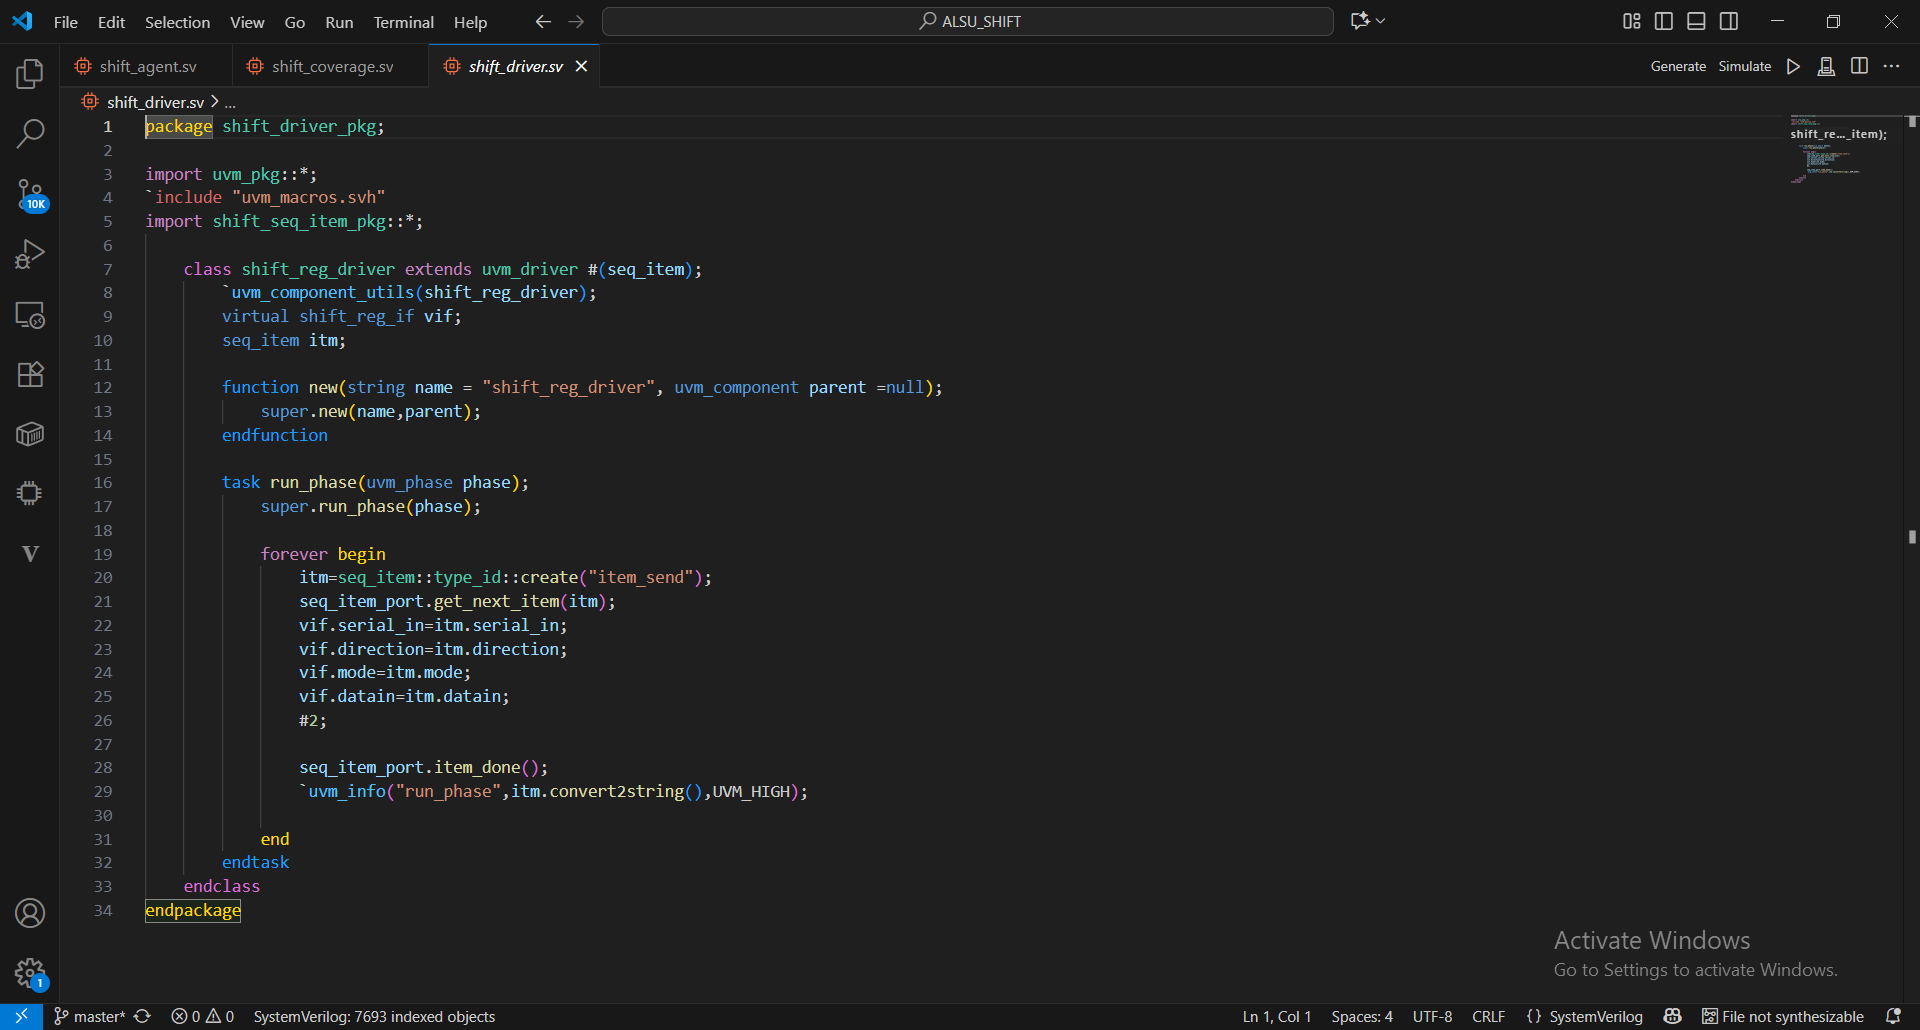 File Edit Selection View Go Run Terminal Help
ALSU_SHIFT
shift_agent.sv
shift_coverage.sv
shift_driver.sv
Generate Simulate
shift_driver.sv > ...
1 package shift_driver_pkg;
2
3 import uvm_pkg::*;
4 `include "uvm_macros.svh"
5 import shift_seq_item_pkg::*;
6
7 class shift_reg_driver extends uvm_driver #(seq_item);
8 `uvm_component_utils(shift_reg_driver);
9 virtual shift_reg_if vif;
10 seq_item itm;
11
12 function new(string name = "shift_reg_driver", uvm_component parent =null);
13 super.new(name,parent);
14 endfunction
15
16 task run_phase(uvm_phase phase);
17 super.run_phase(phase);
18
19 forever begin
20 itm=seq_item::type_id::create("item_send");
21 seq_item_port.get_next_item(itm);
22 vif.serial_in=itm.serial_in;
23 vif.direction=itm.direction;
24 vif.mode=itm.mode;
25 vif.datain=itm.datain;
26 #2;
27
28 seq_item_port.item_done();
29 `uvm_info("run_phase",itm.convert2string(),UVM_HIGH);
30
31 end
32 endtask
33 endclass
34 endpackage
shift_re..._item);
10K
V
1
Activate Windows
Go to Settings to activate Windows.
master* 0 0 SystemVerilog: 7693 indexed objects
Ln 1, Col 1 Spaces: 4 UTF-8 CRLF {} SystemVerilog File not synthesizable